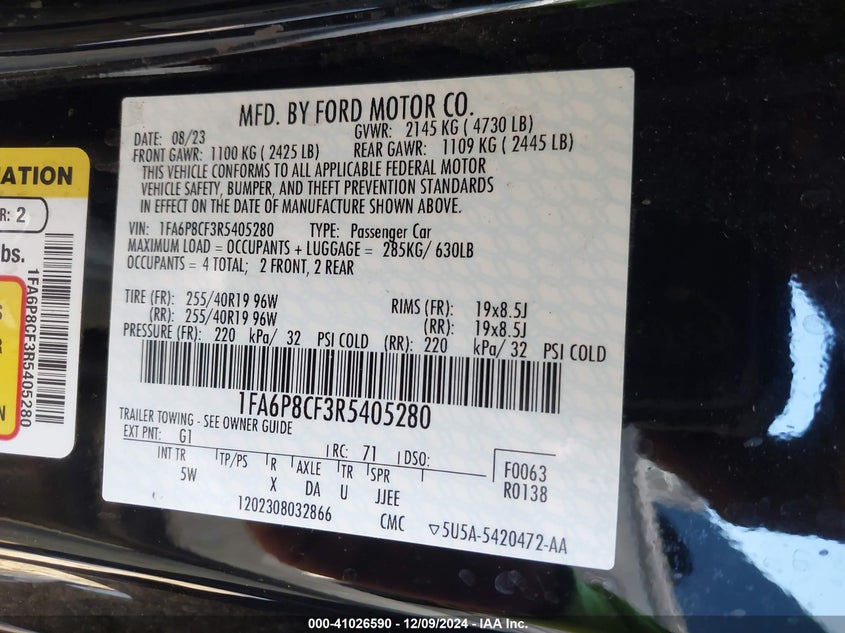 MFD. BY FORD MOTOR CO.
DATE: 08/23 GVWR: 2145 KG ( 4730 LB)
FRONT GAWR: 1100 KG ( 2425 LB) REAR GAWR: 1109 KG ( 2445 LB)
THIS VEHICLE CONFORMS TO ALL APPLICABLE FEDERAL MOTOR
VEHICLE SAFETY, BUMPER, AND THEFT PREVENTION STANDARDS
IN EFFECT ON THE DATE OF MANUFACTURE SHOWN ABOVE.
VIN: 1FA6P8CF3R5405280 TYPE: Passenger Car
MAXIMUM LOAD = OCCUPANTS + LUGGAGE = 285KG/ 630LB
OCCUPANTS = 4 TOTAL; 2 FRONT, 2 REAR
TIRE (FR): 255/40R19 96W RIMS (FR): 19x8.5J
(RR): 255/40R19 96W (RR): 19x8.5J
PRESSURE (FR): 220 kPa/ 32 PSI COLD (RR): 220 kPa/ 32 PSI COLD
1FA6P8CF3R5405280
TRAILER TOWING - SEE OWNER GUIDE
EXT PNT: G1 RC: 71 DSO: F0063
INT TR TP/PS R AXLE TR SPR R0138
5W X DA U JJEE
1202308032866 CMC 5U5A-5420472-AA
ATION
R: 2
bs.
1FA6P8CF3R5405280
S
R
N
000-41026590 - 12/09/2024 - IAA Inc.